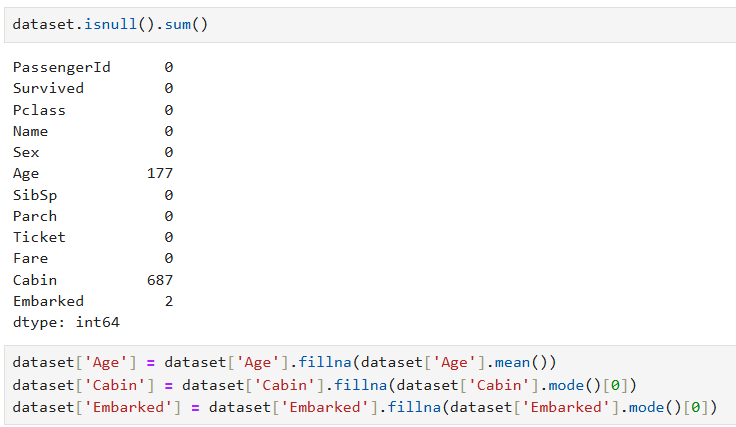 dataset.isnull().sum()
PassengerId      0
Survived         0
Pclass           0
Name             0
Sex              0
Age            177
SibSp            0
Parch            0
Ticket           0
Fare             0
Cabin          687
Embarked         2
dtype: int64
dataset['Age'] = dataset['Age'].fillna(dataset['Age'].mean())
dataset['Cabin'] = dataset['Cabin'].fillna(dataset['Cabin'].mode()[0])
dataset['Embarked'] = dataset['Embarked'].fillna(dataset['Embarked'].mode()[0])